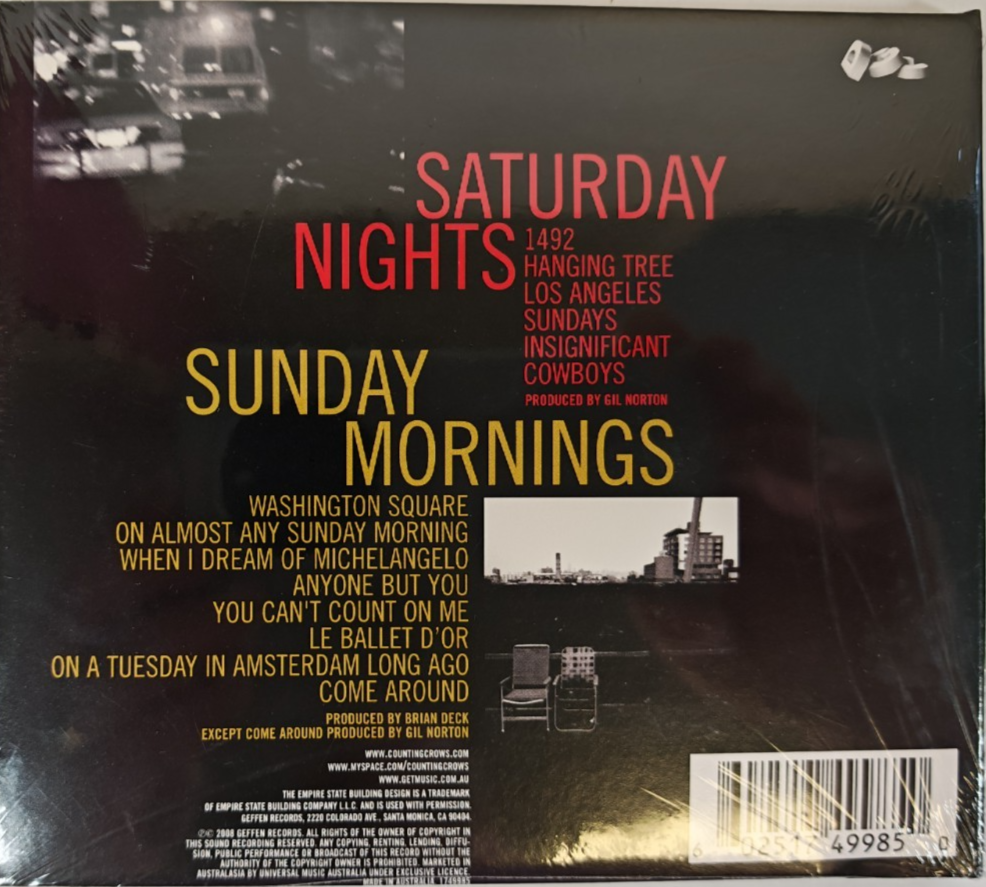 SATURDAY
NIGHTS
1492
HANGING TREE
LOS ANGELES
SUNDAYS
INSIGNIFICANT
COWBOYS
PRODUCED BY GIL NORTON
SUNDAY
MORNINGS
WASHINGTON SQUARE
ON ALMOST ANY SUNDAY MORNING
WHEN I DREAM OF MICHELANGELO
ANYONE BUT YOU
YOU CAN'T COUNT ON ME
LE BALLET D'OR
ON A TUESDAY IN AMSTERDAM LONG AGO
COME AROUND
PRODUCED BY BRIAN DECK
EXCEPT COME AROUND PRODUCED BY GIL NORTON
WWW.COUNTINGCROWS.COM
WWW.MYSPACE.COM/COUNTINGCROWS
WWW.GETMUSIC.COM.AU
THE EMPIRE STATE BUILDING DESIGN IS A TRADEMARK
OF EMPIRE STATE BUILDING COMPANY L.L.C. AND IS USED WITH PERMISSION.
GEFFEN RECORDS, 2220 COLORADO AVE., SANTA MONICA, CA 90404.
℗© 2008 GEFFEN RECORDS. ALL RIGHTS OF THE OWNER OF COPYRIGHT IN
THIS SOUND RECORDING RESERVED. ANY COPYING, RENTING, LENDING, DIFFU-
SION, PUBLIC PERFORMANCE OR BROADCAST OF THIS RECORD WITHOUT THE
AUTHORITY OF THE COPYRIGHT OWNER IS PROHIBITED. MARKETED IN
AUSTRALASIA BY UNIVERSAL MUSIC AUSTRALIA UNDER EXCLUSIVE LICENCE.
MADE IN AUSTRALIA. 1749985
6 02517 49985 0